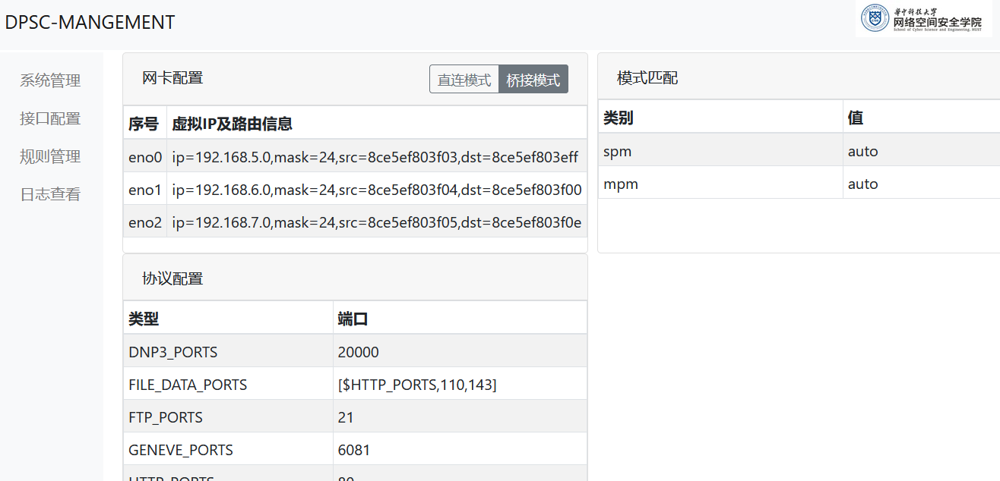 DPSC-MANGEMENT
華中科技大学
网络空间安全学院
School of Cyber Science and Engineering, HUST
系统管理
接口配置
规则管理
日志查看
网卡配置 直连模式 桥接模式
序号 虚拟IP及路由信息
eno0 ip=192.168.5.0,mask=24,src=8ce5ef803f03,dst=8ce5ef803eff
eno1 ip=192.168.6.0,mask=24,src=8ce5ef803f04,dst=8ce5ef803f00
eno2 ip=192.168.7.0,mask=24,src=8ce5ef803f05,dst=8ce5ef803f0e
模式匹配
类别 值
spm auto
mpm auto
协议配置
类型 端口
DNP3_PORTS 20000
FILE_DATA_PORTS [$HTTP_PORTS,110,143]
FTP_PORTS 21
GENEVE_PORTS 6081
HTTP_PORTS 80